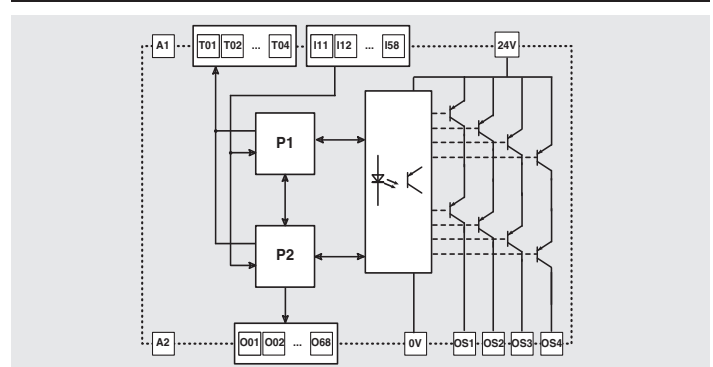 A1 T01 T02 ... T04 I11 I12 ... I58 24V
P1
P2
A2 O01 O02 ... O68 0V OS1 OS2 OS3 OS4